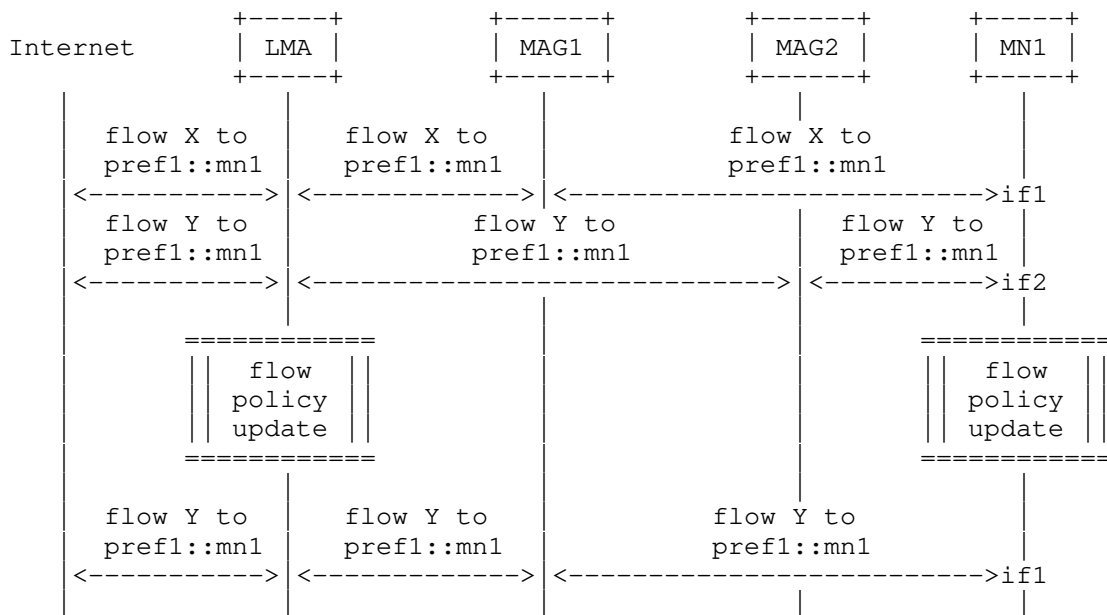 Internet | LMA | | MAG1 | | MAG2 | | MN1 |
flow X to flow X to flow X to
pref1::mn1 pref1::mn1 pref1::mn1
<----------->|<------------->|<-------------------------->if1
flow Y to flow Y to flow Y to
pref1::mn1 pref1::mn1 pref1::mn1
<----------->|<----------------------------->|<---------->if2
============ ============
|| flow || || flow ||
|| policy || || policy ||
|| update || || update ||
============ ============
flow Y to flow Y to flow Y to
pref1::mn1 pref1::mn1 pref1::mn1
<----------->|<------------->|<-------------------------->if1